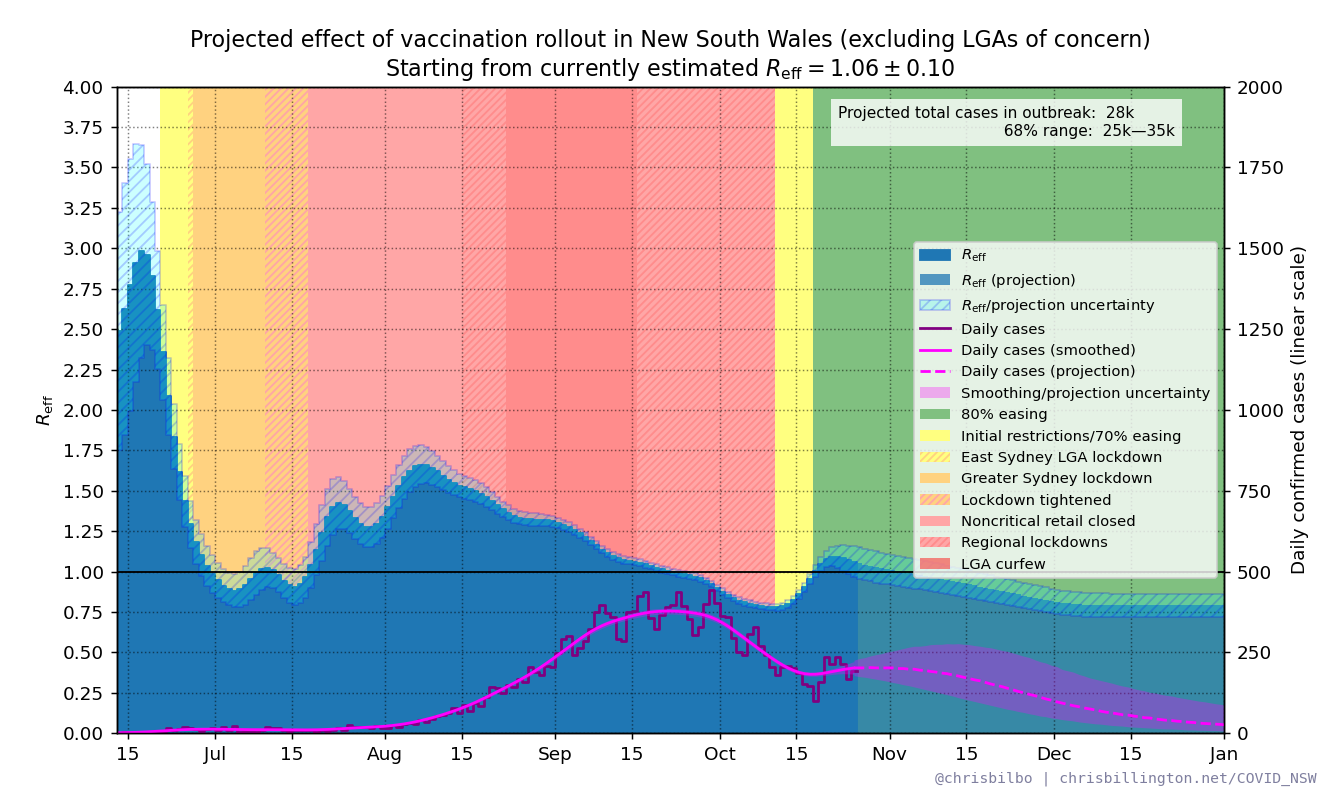 Projected effect of vaccination rollout in New South Wales (excluding LGAs of concern)
Starting from currently estimated Reff = 1.06 ± 0.10
Projected total cases in outbreak: 28k
68% range: 25k—35k
4.00
3.75
3.50
3.25
3.00
2.75
2.50
2.25
2.00
1.75
1.50
1.25
1.00
0.75
0.50
0.25
0.00
Reff
2000
1750
1500
1250
1000
750
500
250
0
Daily confirmed cases (linear scale)
Reff
Reff (projection)
Reff/projection uncertainty
Daily cases
Daily cases (smoothed)
Daily cases (projection)
Smoothing/projection uncertainty
80% easing
Initial restrictions/70% easing
East Sydney LGA lockdown
Greater Sydney lockdown
Lockdown tightened
Noncritical retail closed
Regional lockdowns
LGA curfew
15 Jul 15 Aug 15 Sep 15 Oct 15 Nov 15 Dec 15 Jan
@chrisbilbo | chrisbillington.net/COVID_NSW